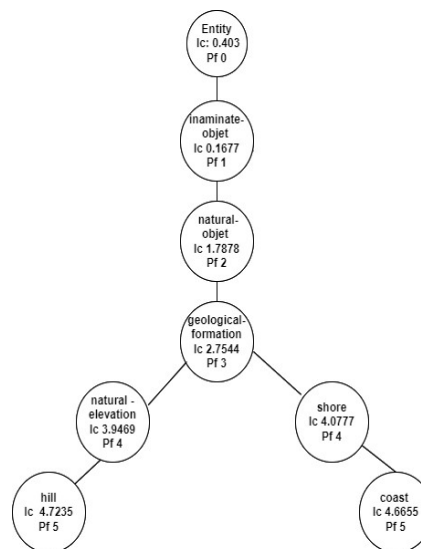 Entity
Ic: 0.403
Pf 0
inaminate-
objet
Ic 0.1677
Pf 1
natural-
objet
Ic 1.7878
Pf 2
geological-
formation
Ic 2.7544
Pf 3
natural -
elevation
Ic 3.9469
Pf 4
shore
Ic 4.0777
Pf 4
hill
Ic 4.7235
Pf 5
coast
Ic 4.6655
Pf 5